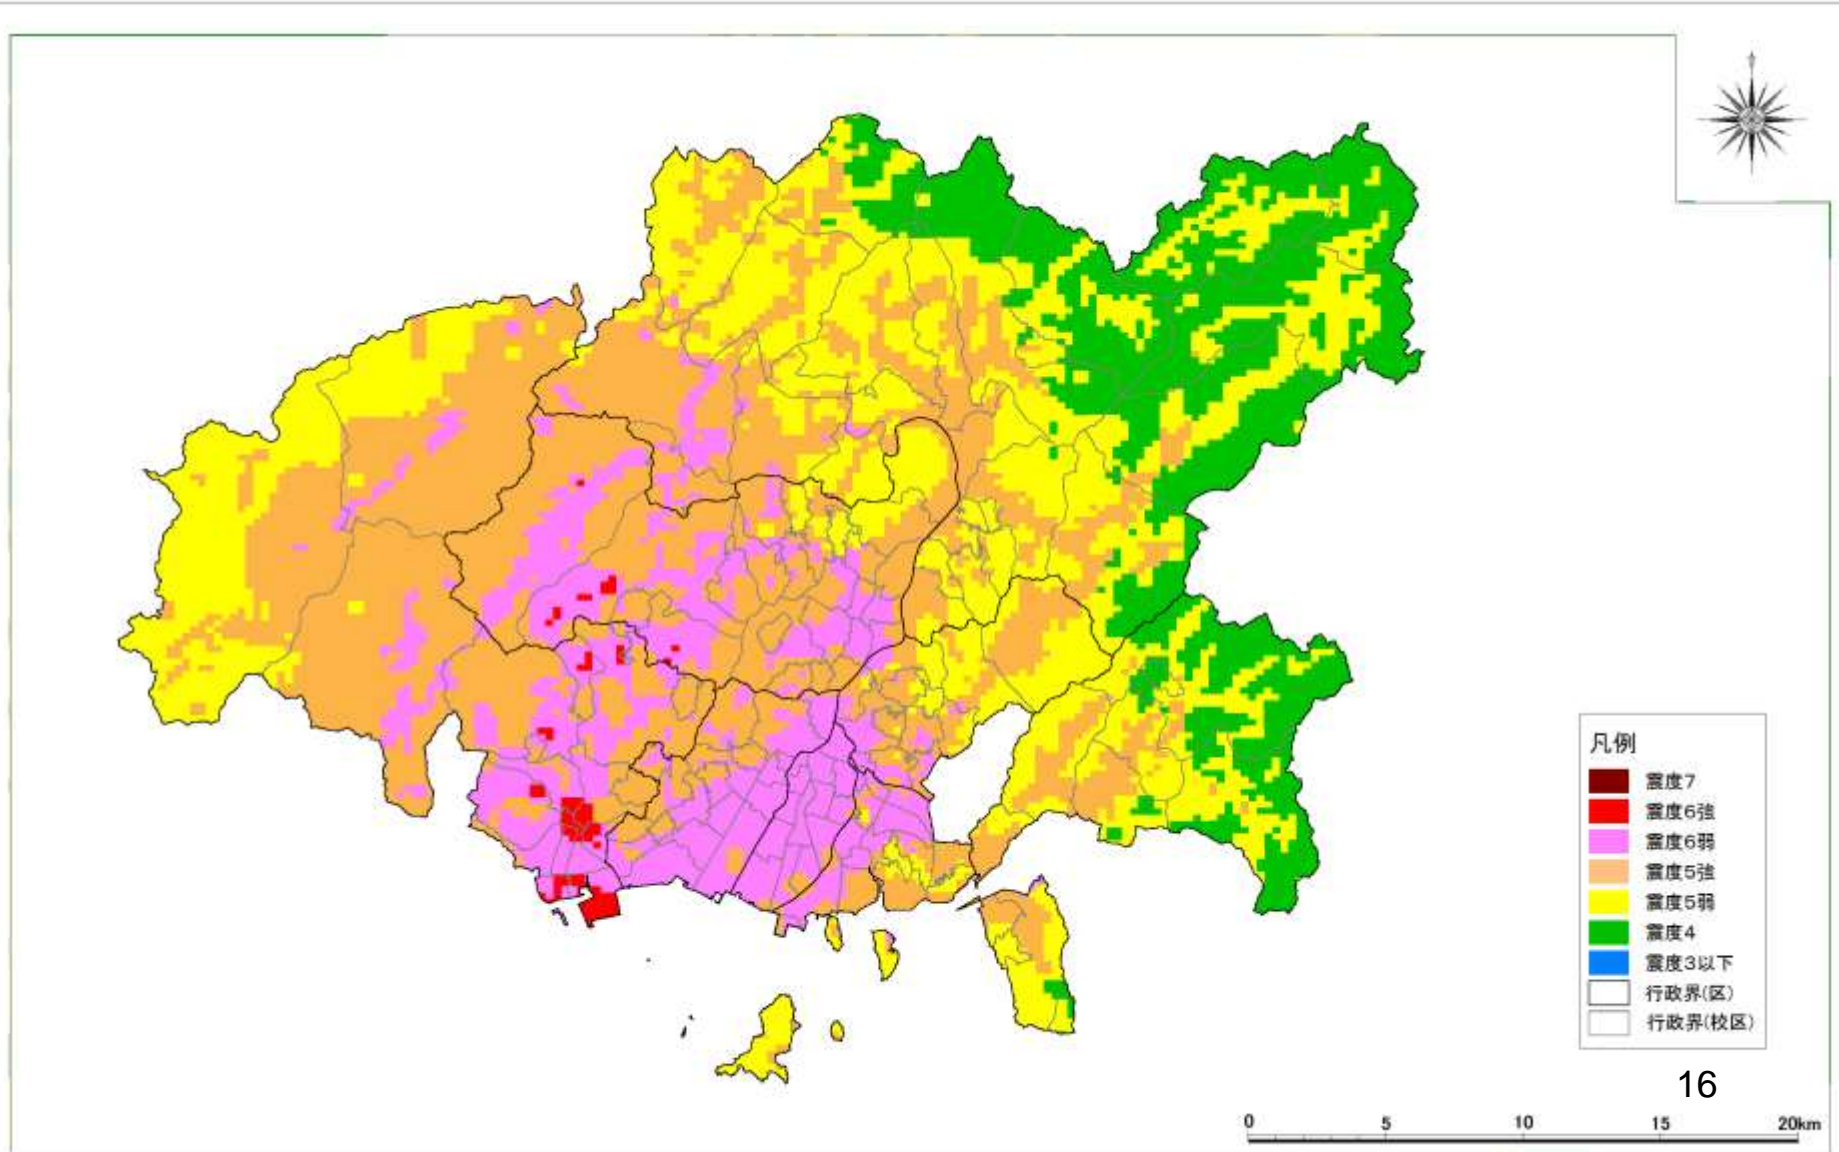 凡例
震度7
震度6強
震度6弱
震度5強
震度5弱
震度4
震度3以下
行政界(区)
行政界(校区)
16
0 5 10 15 20km